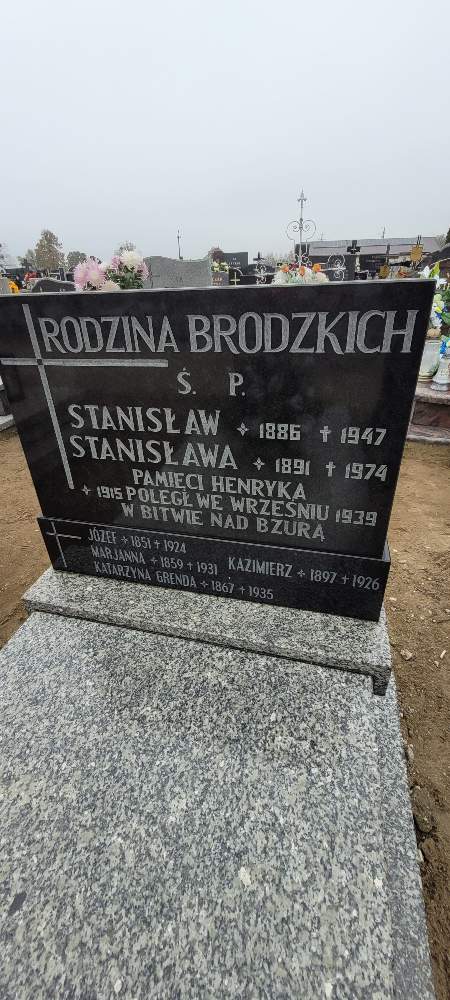 RODZINA BRODZKICH
Ś. P.
STANISŁAW + 1886 † 1947
STANISŁAWA + 1891 † 1974
PAMIĘCI HENRYKA
+ 1915 POLEGŁ WE WRZEŚNIU 1939
W BITWIE NAD BZURĄ
JÓZEF + 1851 † 1924
MARJANNA + 1859 † 1931 KAZIMIERZ + 1897 † 1926
KATARZYNA GRENDA + 1867 † 1935